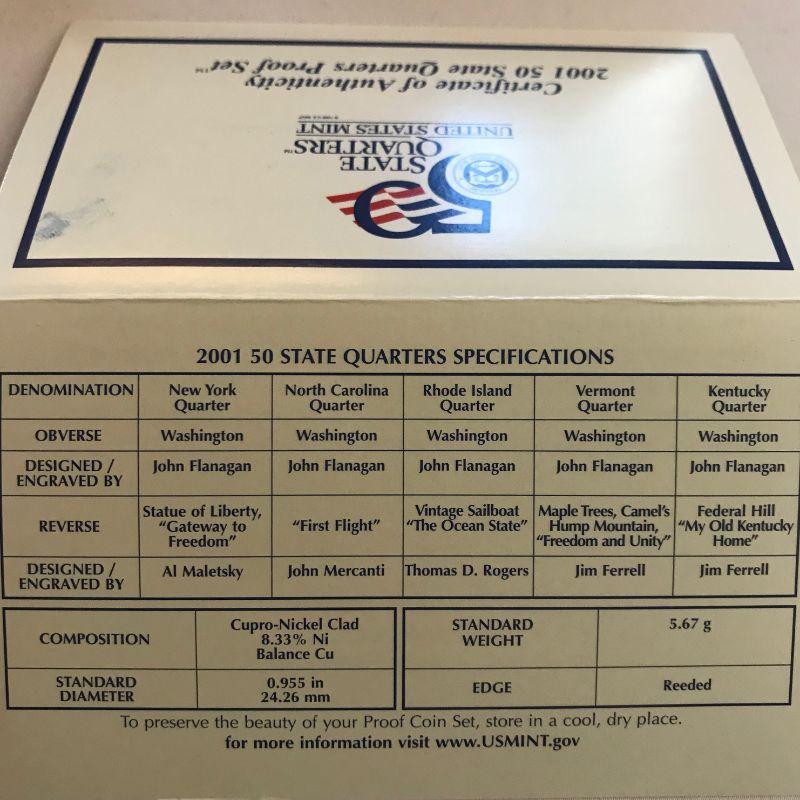 Certificate of Authenticity
2001 50 State Quarters Proof Set™
50
STATE
QUARTERS™
UNITED STATES MINT
2001 50 STATE QUARTERS SPECIFICATIONS
DENOMINATION New York Quarter North Carolina Quarter Rhode Island Quarter Vermont Quarter Kentucky Quarter
OBVERSE Washington Washington Washington Washington Washington
DESIGNED / ENGRAVED BY John Flanagan John Flanagan John Flanagan John Flanagan John Flanagan
REVERSE Statue of Liberty, “Gateway to Freedom” “First Flight” Vintage Sailboat “The Ocean State” Maple Trees, Camel’s Hump Mountain, “Freedom and Unity” Federal Hill “My Old Kentucky Home”
DESIGNED / ENGRAVED BY Al Maletsky John Mercanti Thomas D. Rogers Jim Ferrell Jim Ferrell
COMPOSITION Cupro-Nickel Clad 8.33% Ni Balance Cu
STANDARD DIAMETER 0.955 in 24.26 mm
STANDARD WEIGHT 5.67 g
EDGE Reeded
To preserve the beauty of your Proof Coin Set, store in a cool, dry place.
for more information visit www.USMINT.gov